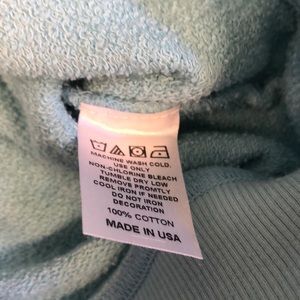 MACHINE WASH COLD.
USE ONLY
NON-CHLORINE BLEACH
TUMBLE DRY LOW
REMOVE PROMTLY
COOL IRON IF NEEDED
DO NOT IRON
DECORATION
100% COTTON
MADE IN USA